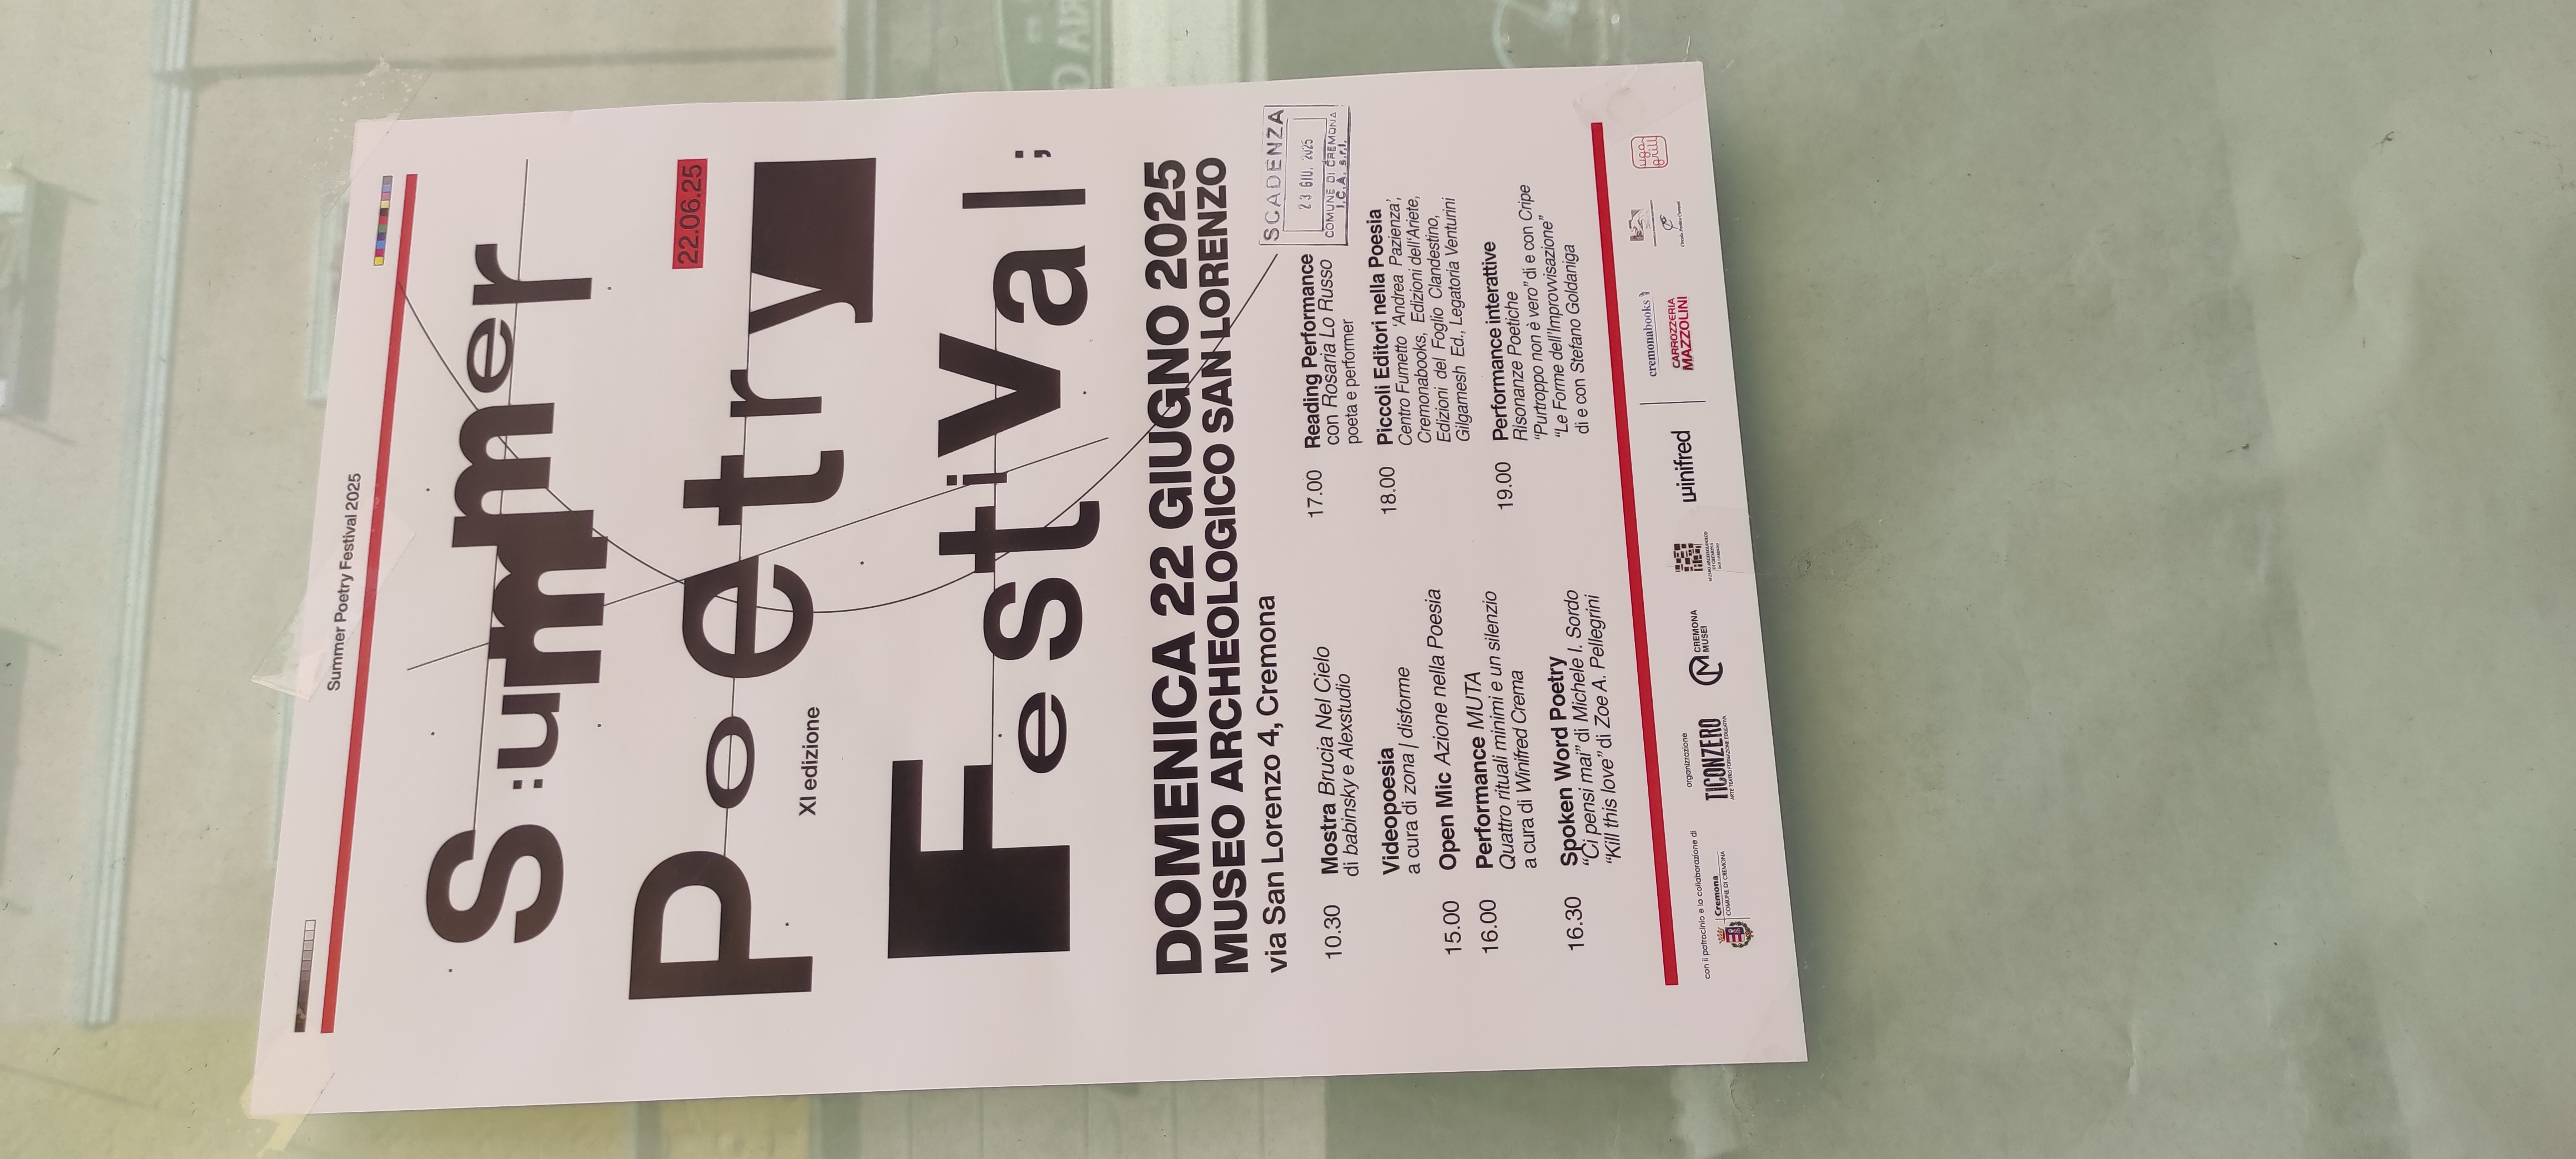 Summer Poetry Festival 2025
S:ummer
Poetry
22.06.25
XI edizione
Festival;
DOMENICA 22 GIUGNO 2025
MUSEO ARCHEOLOGICO SAN LORENZO
via San Lorenzo 4, Cremona
10.30 Mostra Brucia Nel Cielo
di babinsky e Alexstudio
Videopoesia
a cura di zona | disforme
15.00 Open Mic Azione nella Poesia
16.00 Performance MUTA
Quattro rituali minimi e un silenzio
a cura di Winifred Crema
16.30 Spoken Word Poetry
“Ci pensi mai” di Michele I. Sordo
“Kill this love” di Zoe A. Pellegrini
17.00 Reading Performance
con Rosaria Lo Russo
poeta e performer
18.00 Piccoli Editori nella Poesia
Centro Fumetto ‘Andrea Pazienza’,
Cremonabooks, Edizioni dell‘Ariete,
Edizioni del Foglio Clandestino,
Gilgamesh Ed., Legatoria Venturini
19.00 Performance interattive
Risonanze Poetiche
“Purtroppo non è vero” di e con Cripe
“Le Forme dell’Improvvisazione”
di e con Stefano Goldaniga
SCADENZA
23 GIU. 2025
COMUNE DI CREMONA
I.C.A. s.r.l.
con il patrocinio e la collaborazione di
Cremona
COMUNE DI CREMONA
organizzazione
TICONZERO
ARTE TEATRO FORMAZIONE EDUCATIVA
CREMONA
MUSEI
MUSEO ARCHEOLOGICO
DI CREMONA
SAN LORENZO
winifred
cremonabooks
CARROZZERIA
MAZZOLINI
ugo
grill